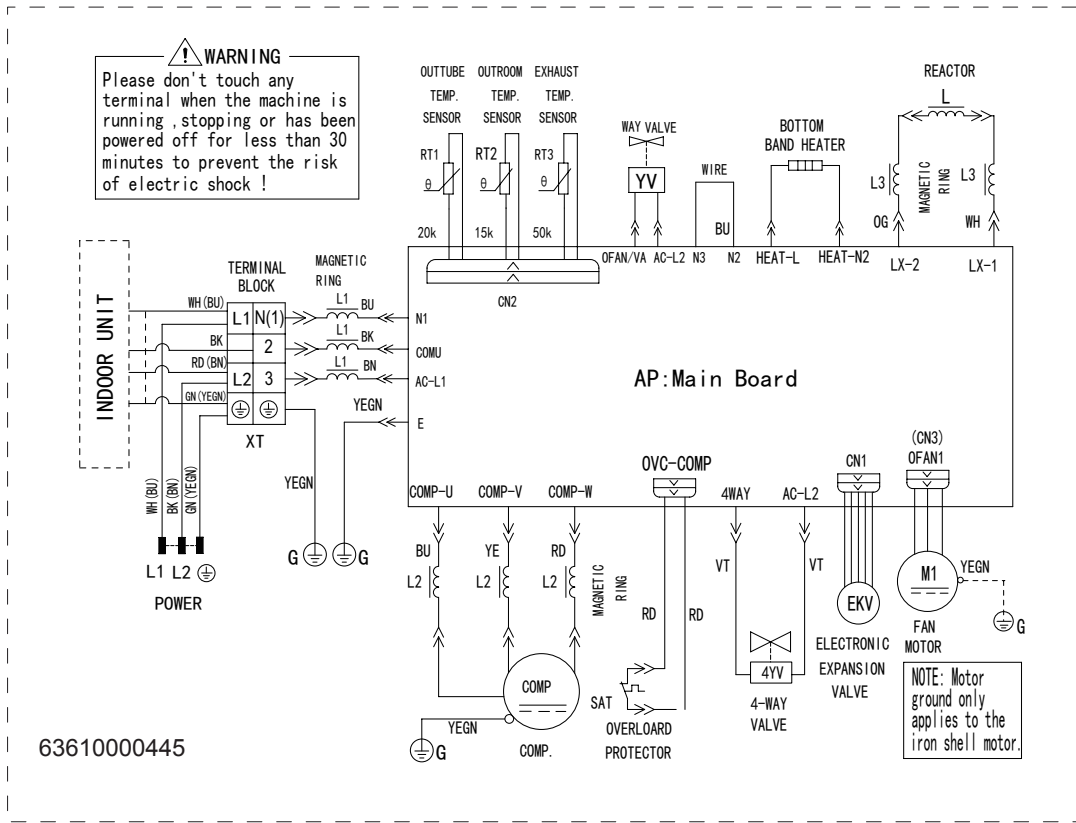 WARNING
Please don't touch any
terminal when the machine is
running ,stopping or has been
powered off for less than 30
minutes to prevent the risk
of electric shock !
OUTTUBE OUTROOM EXHAUST
TEMP. TEMP. TEMP.
SENSOR SENSOR SENSOR
RT1 RT2 RT3
θ θ θ
20k 15k 50k
WAY VALVE
YV
WIRE
BU
BOTTOM
BAND HEATER
REACTOR
L
L3 L3
MAGNETIC
RING
OG WH
OFAN/VA AC-L2 N3 N2 HEAT-L HEAT-N2 LX-2 LX-1
CN2
INDOOR UNIT
TERMINAL
BLOCK
MAGNETIC
RING
WH(BU)
L1 N(1)
L1 BU
N1
BK
2
L1 BK
COMU
RD(BN)
L2 3
L1 BN
AC-L1
GN(YEGN)
XT
YEGN
E
AP:Main Board
WH(BU)
BK(BN)
GN(YEGN)
YEGN
G G
L1 L2
POWER
COMP-U COMP-V COMP-W
OVC-COMP
4WAY AC-L2
CN1
(CN3)
OFAN1
BU YE RD
L2 L2 L2
MAGNETIC
RING
RD RD
VT VT
COMP
YEGN
G
COMP.
SAT
OVERLOARD
PROTECTOR
4YV
4-WAY
VALVE
EKV
ELECTRONIC
EXPANSION
VALVE
M1
YEGN
G
FAN
MOTOR
NOTE: Motor
ground only
applies to the
iron shell motor.
63610000445